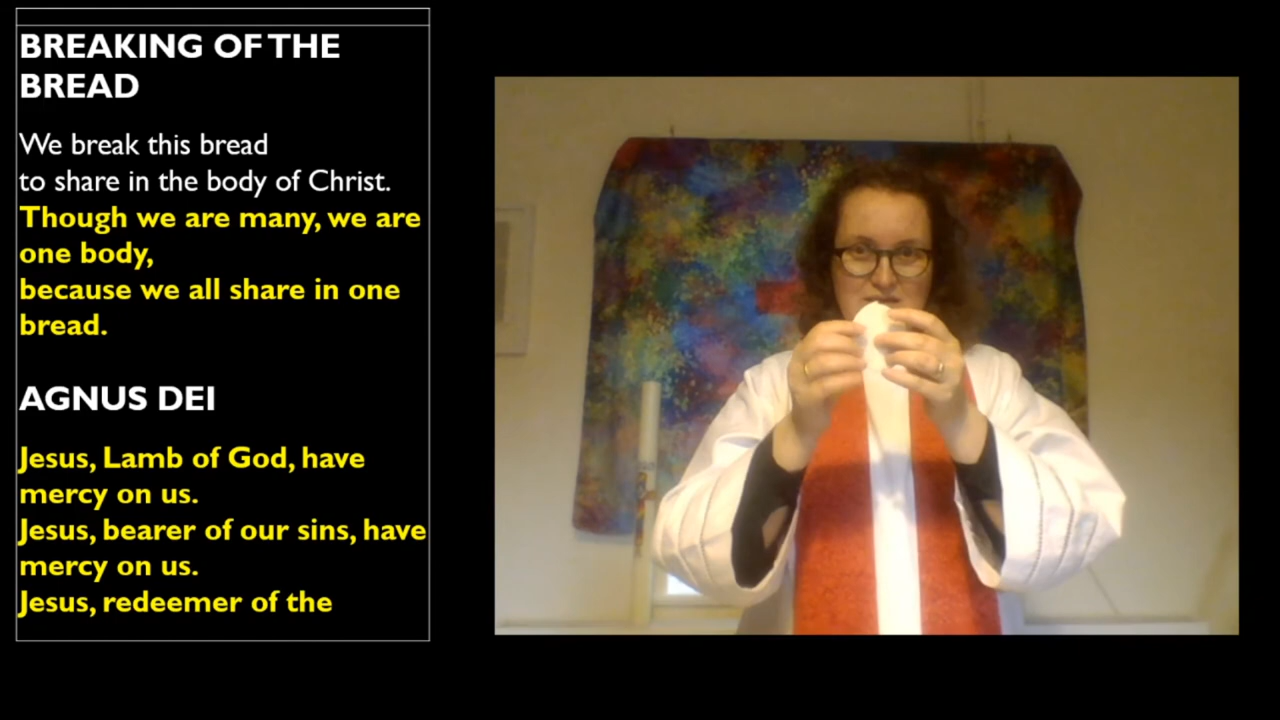 BREAKING OF THE
BREAD
We break this bread
to share in the body of Christ.
Though we are many, we are
one body,
because we all share in one
bread.
AGNUS DEI
Jesus, Lamb of God, have
mercy on us.
Jesus, bearer of our sins, have
mercy on us.
Jesus, redeemer of the